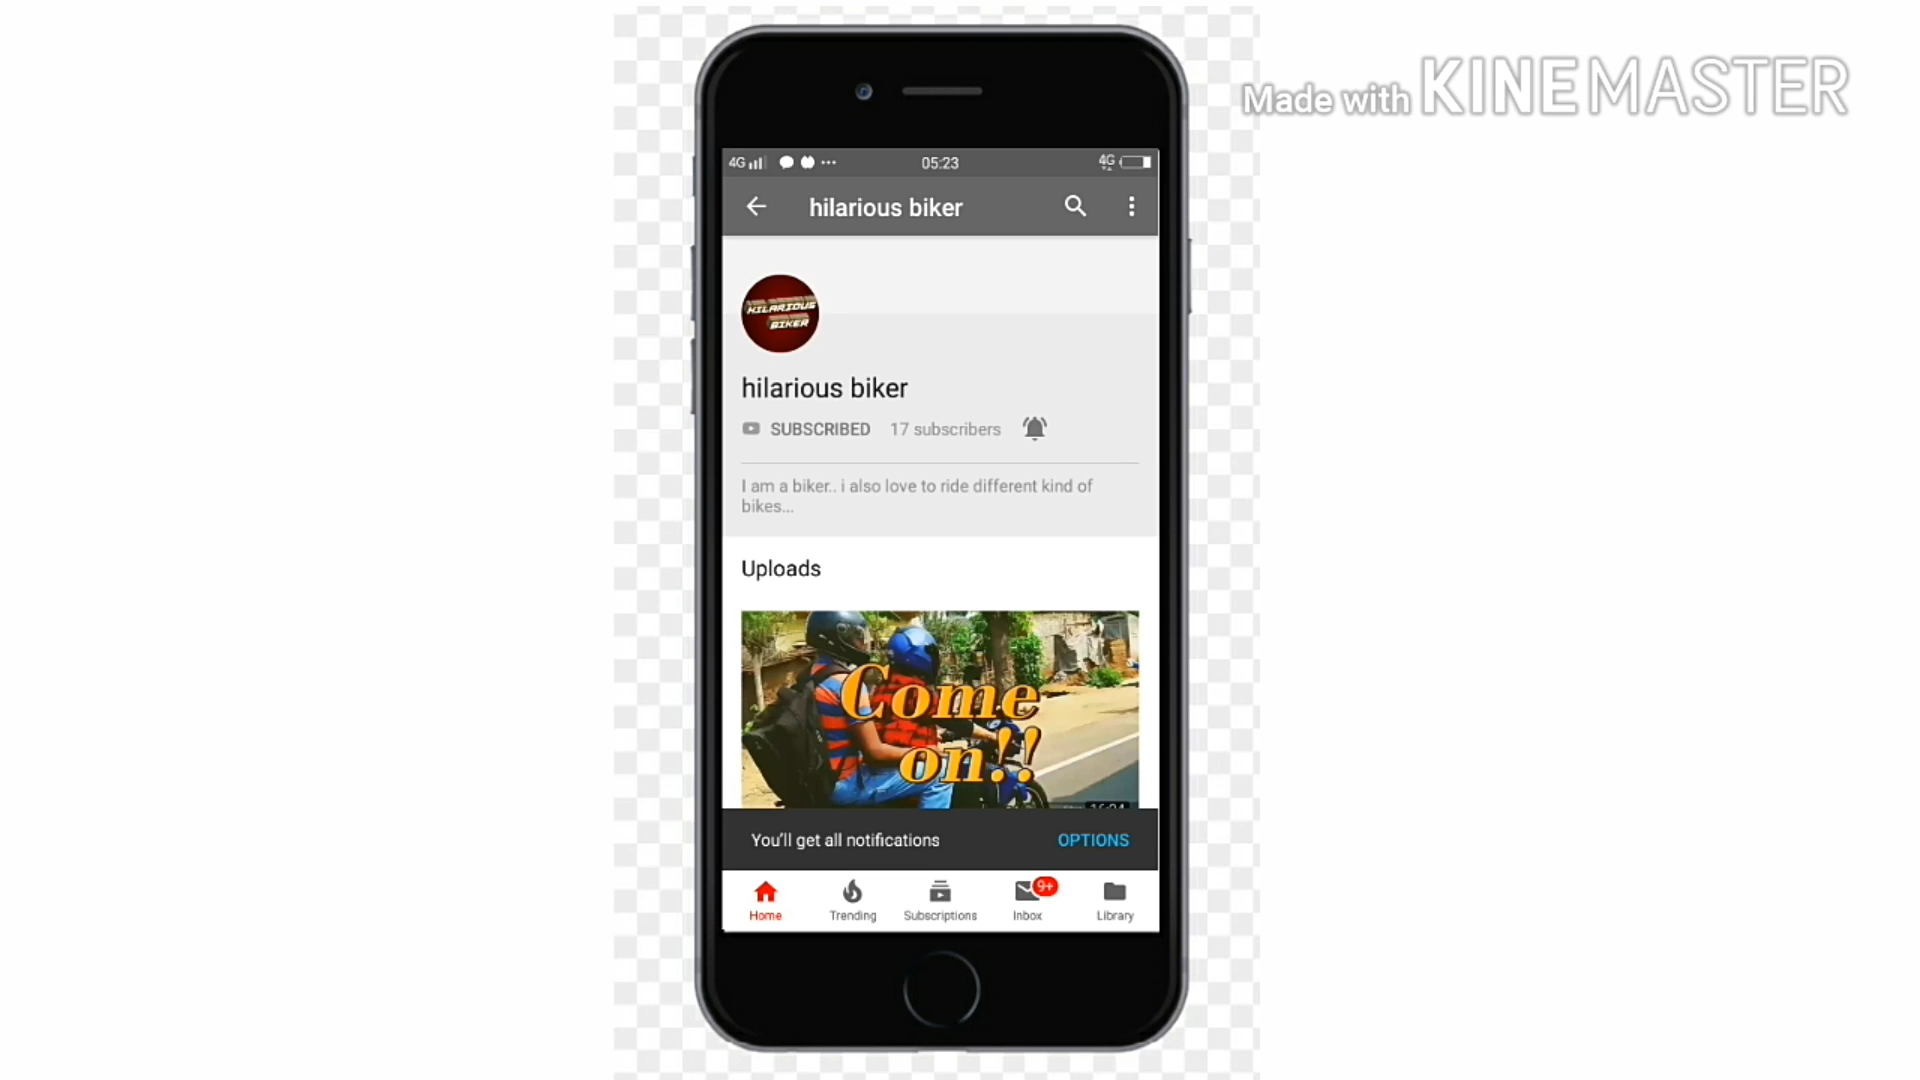 Made with KINEMASTER
4G 05:23 4G
hilarious biker
HILARIOUS
BIKER
hilarious biker
SUBSCRIBED 17 subscribers
I am a biker.. i also love to ride different kind of
bikes...
Uploads
Come
on!!
You'll get all notifications OPTIONS
9+
Home Trending Subscriptions Inbox Library